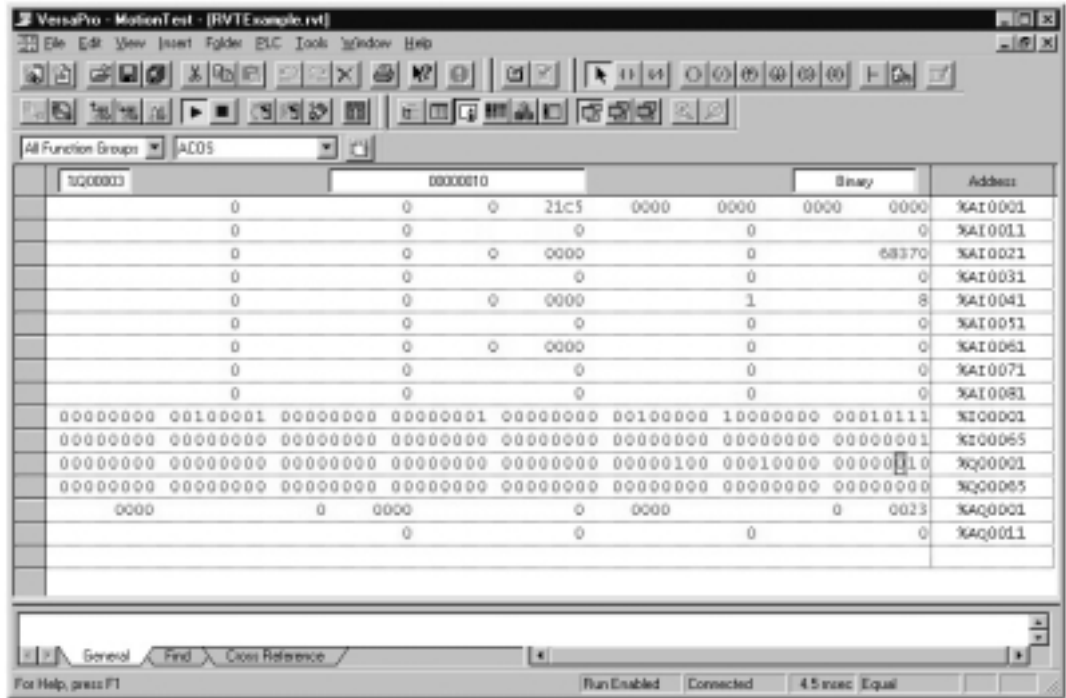 VersaPro - MotionTest - [RVTExample.rvt]
File Edit View Insert Folder PLC Tools Window Help
All Function Groups ACOS
%Q00003 00000010 Binary Address
0 0 0 21C5 0000 0000 0000 0000 %AI0001
0 0 0 0 0 %AI0011
0 0 0 0000 0 68370 %AI0021
0 0 0 0 0 %AI0031
0 0 0 0000 1 8 %AI0041
0 0 0 0 0 %AI0051
0 0 0 0000 0 0 %AI0061
0 0 0 0 0 %AI0071
0 0 0 0 0 %AI0081
00000000 00100001 00000000 00000001 00000000 00100000 10000000 00010111 %I00001
00000000 00000000 00000000 00000000 00000000 00000000 00000000 00000001 %I00065
00000000 00000000 00000000 00000000 00000000 00000100 00010000 00000010 %Q00001
00000000 00000000 00000000 00000000 00000000 00000000 00000000 00000000 %Q00065
0000 0 0000 0 0000 0 0023 %AQ0001
0 0 0 0 %AQ0011
General Find Cross Reference
For Help, press F1 Run Enabled Connected 4.5 msec Equal